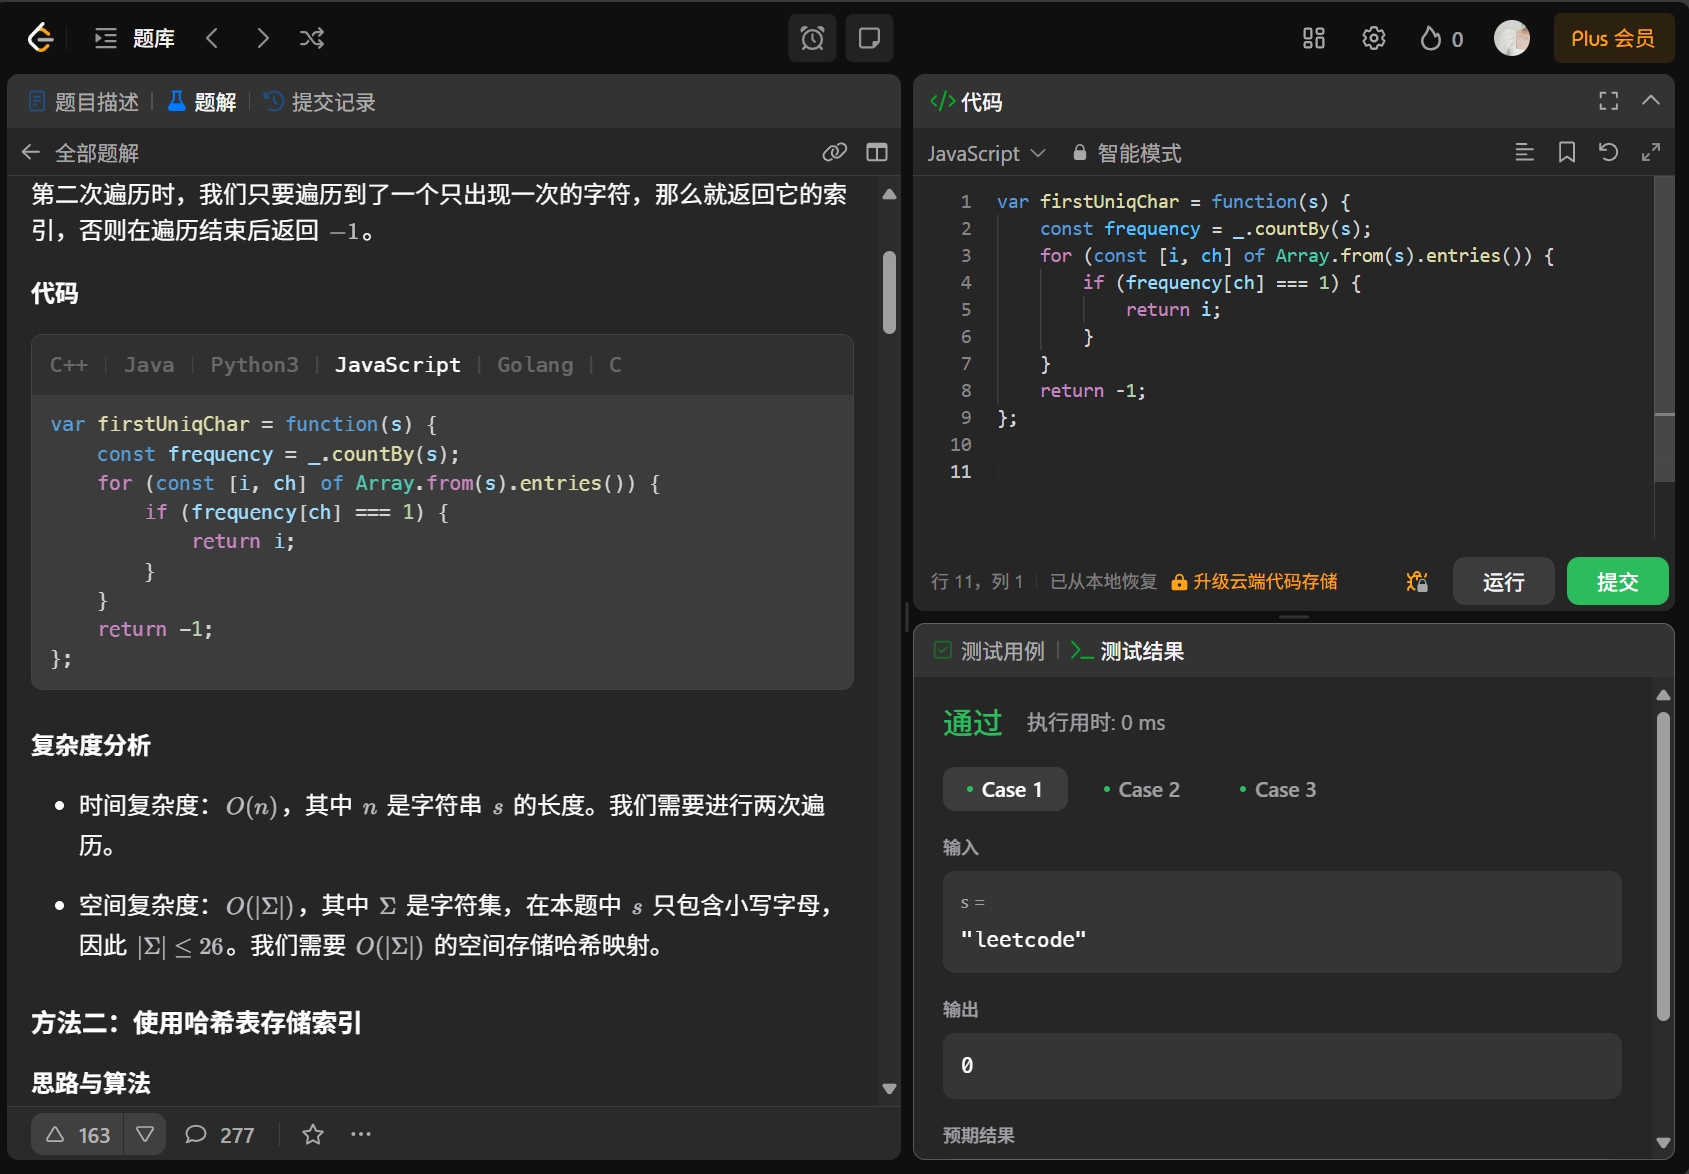 题库
0
Plus 会员
题目描述
题解
提交记录
全部题解
第二次遍历时，我们只要遍历到了一个只出现一次的字符，那么就返回它的索
引，否则在遍历结束后返回 −1。
代码
C++ Java Python3 JavaScript Golang C
var firstUniqChar = function(s) {
    const frequency = _.countBy(s);
    for (const [i, ch] of Array.from(s).entries()) {
        if (frequency[ch] === 1) {
            return i;
        }
    }
    return -1;
};
复杂度分析
• 时间复杂度：O(n)，其中 n 是字符串 s 的长度。我们需要进行两次遍
历。
• 空间复杂度：O(|Σ|)，其中 Σ 是字符集，在本题中 s 只包含小写字母，
因此 |Σ| ≤ 26。我们需要 O(|Σ|) 的空间存储哈希映射。
方法二：使用哈希表存储索引
思路与算法
163
277
</> 代码
JavaScript
智能模式
1 var firstUniqChar = function(s) {
2     const frequency = _.countBy(s);
3     for (const [i, ch] of Array.from(s).entries()) {
4         if (frequency[ch] === 1) {
5             return i;
6         }
7     }
8     return -1;
9 };
10
11
行 11，列 1
已从本地恢复
升级云端代码存储
运行
提交
测试用例
测试结果
通过
执行用时: 0 ms
• Case 1
• Case 2
• Case 3
输入
s =
"leetcode"
输出
0
预期结果